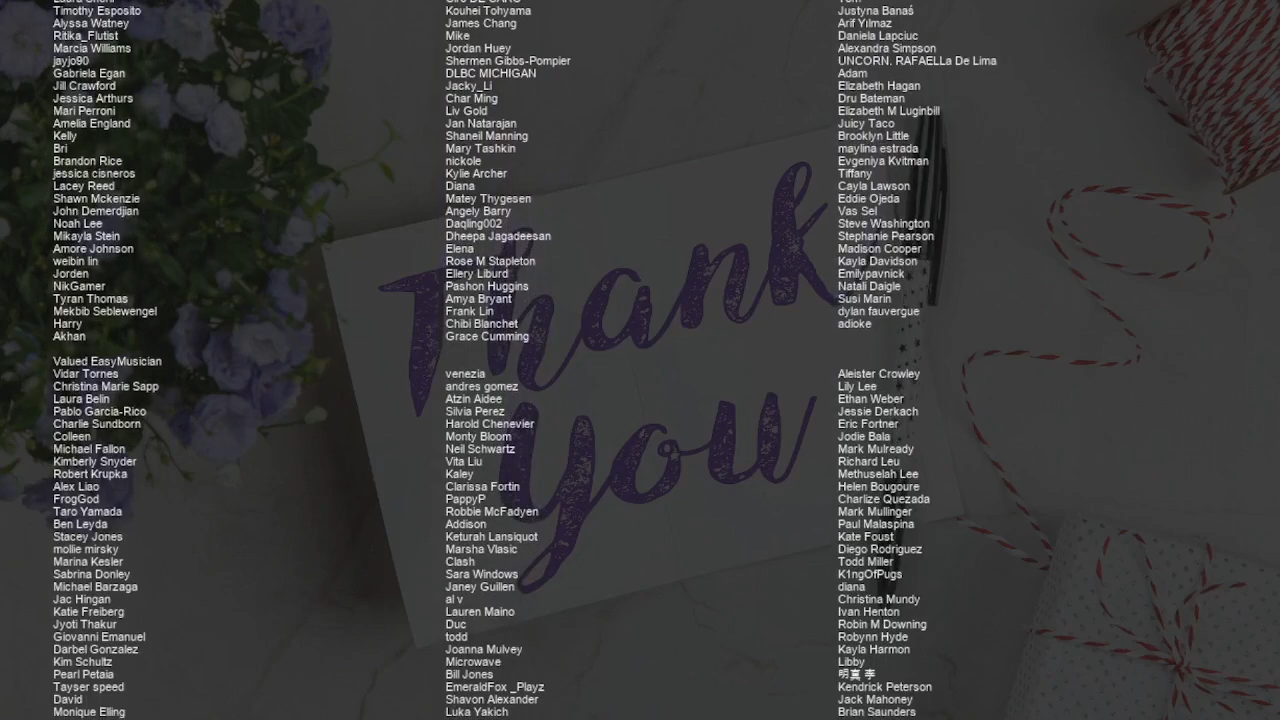 Timothy Esposito
Alyssa Watney
Ritika_Flutist
Marcia Williams
jayjo90
Gabriela Egan
Jill Crawford
Jessica Arthurs
Mari Perroni
Amelia England
Kelly
Bri
Brandon Rice
jessica cisneros
Lacey Reed
Shawn Mckenzie
John Demerdjian
Noah Lee
Mikayla Stein
Amore Johnson
weibin lin
Jorden
NikGamer
Tyran Thomas
Mekbib Seblewengel
Harry
Akhan
Valued EasyMusician
Vidar Tornes
Christina Marie Sapp
Laura Belin
Pablo Garcia-Rico
Charlie Sundborn
Colleen
Michael Fallon
Kimberly Snyder
Robert Krupka
Alex Liao
FrogGod
Taro Yamada
Ben Leyda
Stacey Jones
mollie mirsky
Marina Kesler
Sabrina Donley
Michael Barzaga
Jac Hingan
Katie Freiberg
Jyoti Thakur
Giovanni Emanuel
Darbel Gonzalez
Kim Schultz
Pearl Petaia
Tayser speed
David
Monique Elling
Kouhei Tohyama
James Chang
Mike
Jordan Huey
Shermen Gibbs-Pompier
DLBC MICHIGAN
Jacky_Li
Char Ming
Liv Gold
Jan Natarajan
Shaneil Manning
Mary Tashkin
nickole
Kylie Archer
Diana
Matey Thygesen
Angely Barry
Daqling002
Dheepa Jagadeesan
Elena
Rose M Stapleton
Ellery Liburd
Pashon Huggins
Amya Bryant
Frank Lin
Chibi Blanchet
Grace Cumming
venezia
andres gomez
Atzin Aidee
Silvia Perez
Harold Chenevier
Monty Bloom
Neil Schwartz
Vita Liu
Kaley
Clarissa Fortin
PappyP
Robbie McFadyen
Addison
Keturah Lansiquot
Marsha Vlasic
Clash
Sara Windows
Janey Guillen
al v
Lauren Maino
Duc
todd
Joanna Mulvey
Microwave
Bill Jones
EmeraldFox _Playz
Shavon Alexander
Luka Yakich
Justyna Banaś
Arif Yılmaz
Daniela Lapciuc
Alexandra Simpson
UNCORN. RAFAELLa De Lima
Adam
Elizabeth Hagan
Dru Bateman
Elizabeth M Luginbill
Juicy Taco
Brooklyn Little
maylina estrada
Evgeniya Kvitman
Tiffany
Cayla Lawson
Eddie Ojeda
Vas Sel
Steve Washington
Stephanie Pearson
Madison Cooper
Kayla Davidson
Emilypavnick
Natali Daigle
Susi Marin
dylan fauvergue
adioke
Aleister Crowley
Lily Lee
Ethan Weber
Jessie Derkach
Eric Fortner
Jodie Bala
Mark Mulready
Richard Leu
Methuselah Lee
Helen Bougoure
Charlize Quezada
Mark Mullinger
Paul Malaspina
Kate Foust
Diego Rodriguez
Todd Miller
K1ngOfPugs
diana
Christina Mundy
Ivan Henton
Robin M Downing
Robynn Hyde
Kayla Harmon
Libby
明真 李
Kendrick Peterson
Jack Mahoney
Brian Saunders
Thank
You